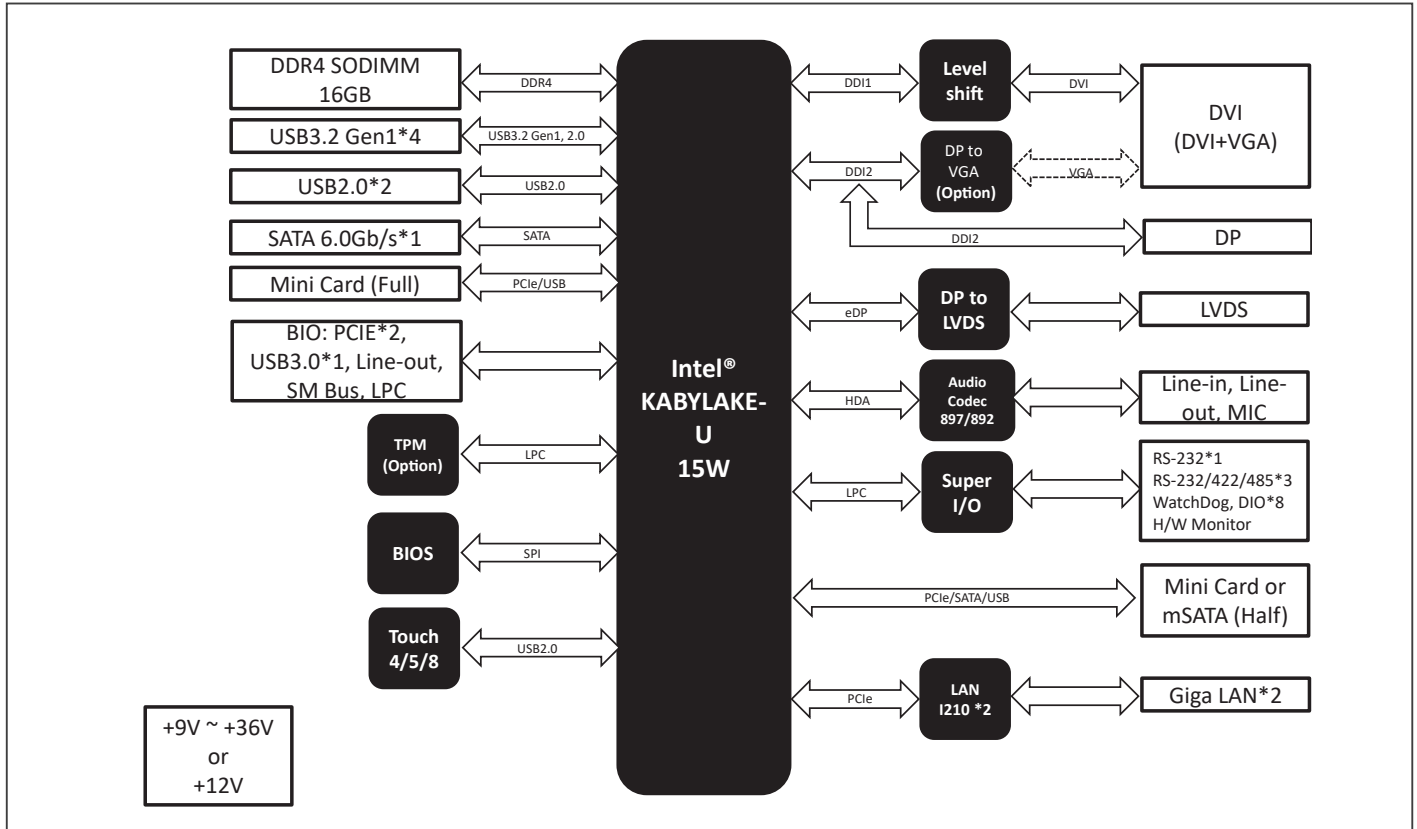 DDR4 SODIMM
16GB
DDR4
USB3.2 Gen1*4
USB3.2 Gen1, 2.0
USB2.0*2
USB2.0
SATA 6.0Gb/s*1
SATA
Mini Card (Full)
PCIe/USB
BIO: PCIE*2,
USB3.0*1, Line-out,
SM Bus, LPC
TPM
(Option)
LPC
BIOS
SPI
Touch
4/5/8
USB2.0
+9V ~ +36V
or
+12V
Intel®
KABYLAKE-
U
15W
DDI1
Level
shift
DVI
DVI
(DVI+VGA)
DDI2
DP to
VGA
(Option)
VGA
DDI2
DP
eDP
DP to
LVDS
LVDS
HDA
Audio
Codec
897/892
Line-in, Line-
out, MIC
LPC
Super
I/O
RS-232*1
RS-232/422/485*3
WatchDog, DIO*8
H/W Monitor
PCIe/SATA/USB
Mini Card or
mSATA (Half)
PCIe
LAN
I210 *2
Giga LAN*2